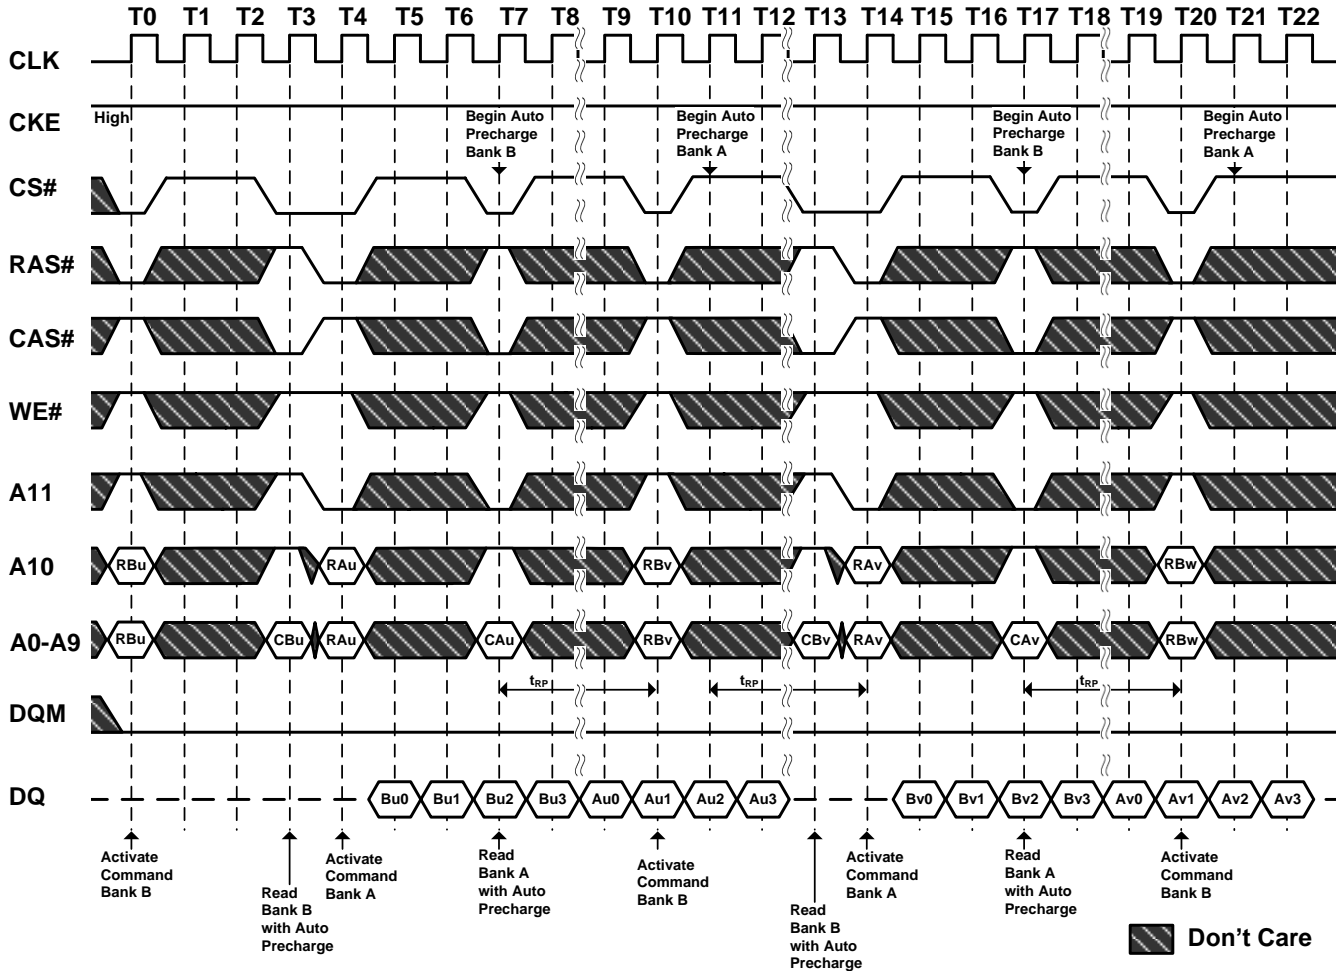 T0 T1 T2 T3 T4 T5 T6 T7 T8 T9 T10 T11 T12 T13 T14 T15 T16 T17 T18 T19 T20 T21 T22
CLK
CKE
High
Begin Auto
Precharge
Bank B
Begin Auto
Precharge
Bank A
Begin Auto
Precharge
Bank B
Begin Auto
Precharge
Bank A
CS#
RAS#
CAS#
WE#
A11
A10
RBu RAu RBv RAv RBw
A0-A9
RBu CBu RAu CAu RBv CBv RAv CAv RBw
tRP tRP tRP
DQM
DQ
Bu0 Bu1 Bu2 Bu3 Au0 Au1 Au2 Au3 Bv0 Bv1 Bv2 Bv3 Av0 Av1 Av2 Av3
Activate
Command
Bank B
Read
Bank B
with Auto
Precharge
Activate
Command
Bank A
Read
Bank A
with Auto
Precharge
Activate
Command
Bank B
Read
Bank B
with Auto
Precharge
Activate
Command
Bank A
Read
Bank A
with Auto
Precharge
Activate
Command
Bank B
Don't Care